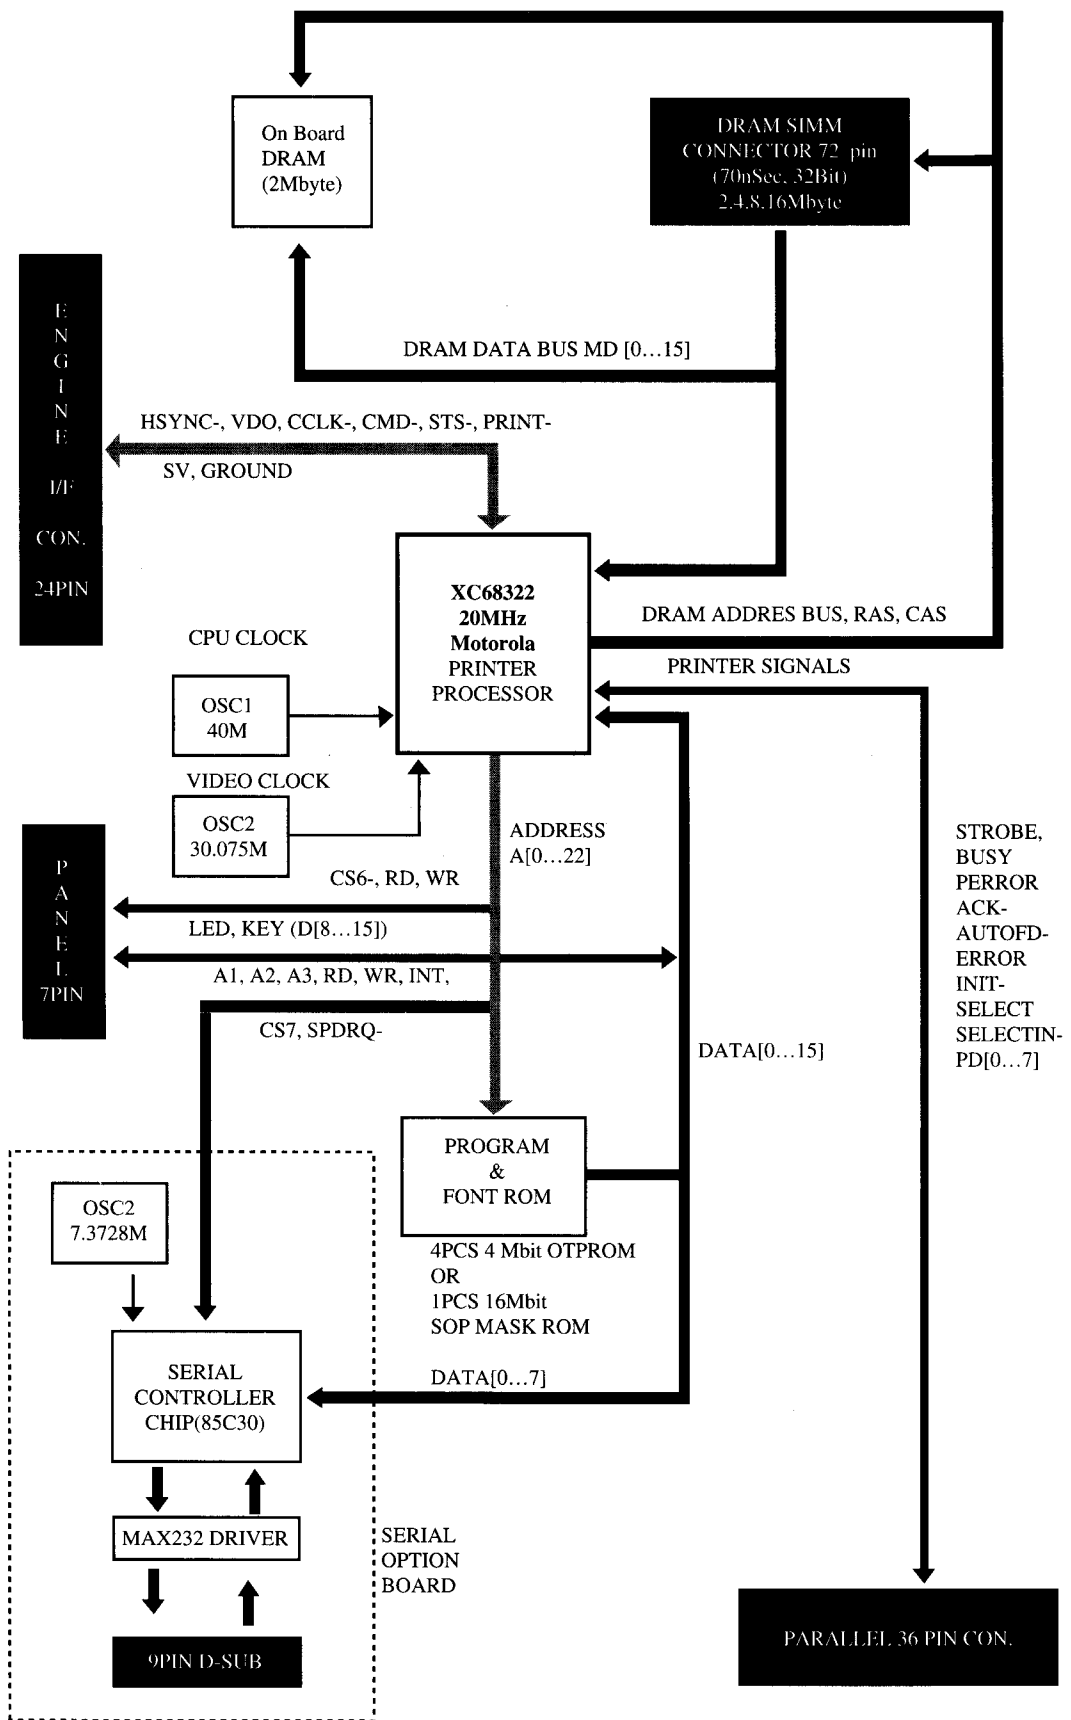 On Board
DRAM
(2Mbyte)
DRAM SIMM
CONNECTOR 72 pin
(70nSec, 32Bit)
2.4.8.16Mbyte
E
N
G
I
N
E
I/F
CON.
24PIN
DRAM DATA BUS MD [0...15]
HSYNC-, VDO, CCLK-, CMD-, STS-, PRINT-
SV, GROUND
XC68322
20MHz
Motorola
PRINTER
PROCESSOR
DRAM ADDRES BUS, RAS, CAS
PRINTER SIGNALS
CPU CLOCK
OSC1
40M
VIDEO CLOCK
OSC2
30.075M
ADDRESS
A[0...22]
P
A
N
E
L
7PIN
CS6-, RD, WR
LED, KEY (D[8...15])
A1, A2, A3, RD, WR, INT,
CS7, SPDRQ-
STROBE,
BUSY
PERROR
ACK-
AUTOFD-
ERROR
INIT-
SELECT
SELECTIN-
PD[0...7]
DATA[0...15]
PROGRAM
&
FONT ROM
4PCS 4 Mbit OTPROM
OR
1PCS 16Mbit
SOP MASK ROM
DATA[0...7]
OSC2
7.3728M
SERIAL
CONTROLLER
CHIP(85C30)
MAX232 DRIVER
9PIN D-SUB
SERIAL
OPTION
BOARD
PARALLEL 36 PIN CON.